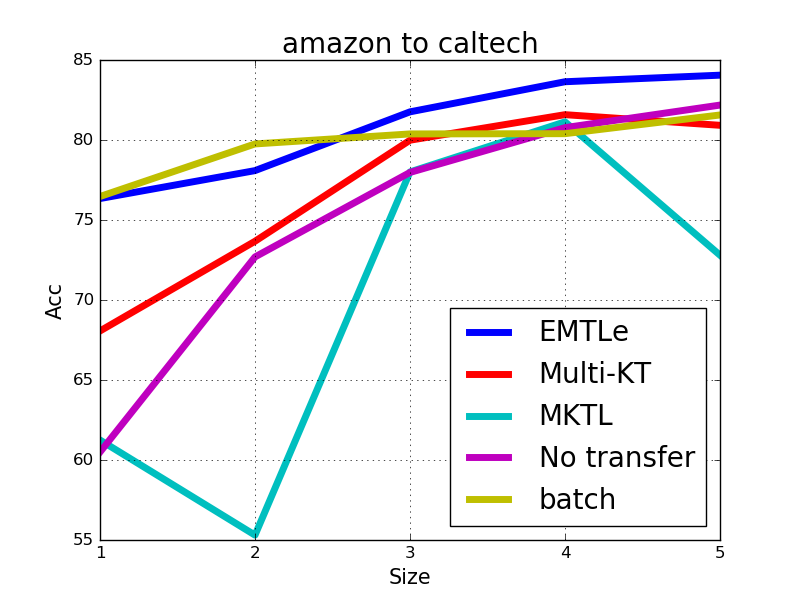 amazon to caltech
85
80
75
70
65
60
55
Acc
1
2
3
4
5
Size
EMTLe
Multi-KT
MKTL
No transfer
batch